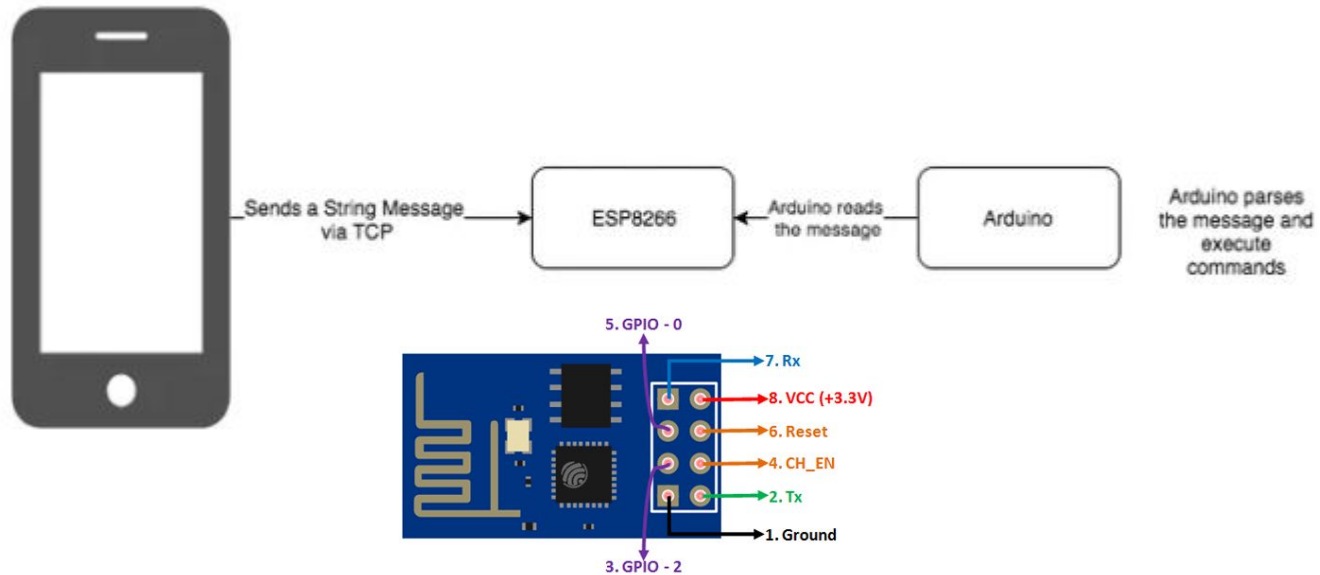 Sends a String Message
via TCP
ESP8266
Arduino reads
the message
Arduino
Arduino parses
the message and
execute
commands
5. GPIO - 0
7. Rx
8. VCC (+3.3V)
6. Reset
4. CH_EN
2. Tx
1. Ground
3. GPIO - 2